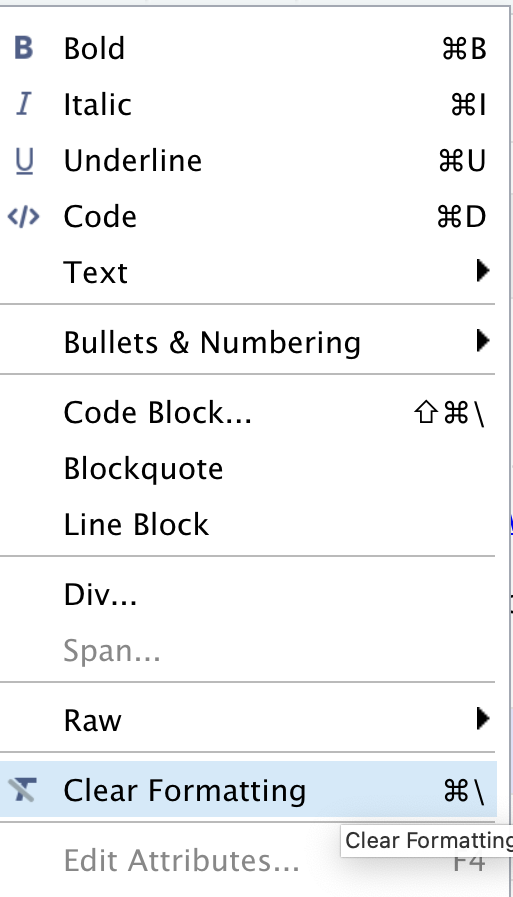 B Bold ⌘B
I Italic ⌘I
U Underline ⌘U
</> Code ⌘D
Text
Bullets & Numbering
Code Block... ⇧⌘\
Blockquote
Line Block
Div...
Span...
Raw
Clear Formatting ⌘\
Clear Formatting
Edit Attributes... F4